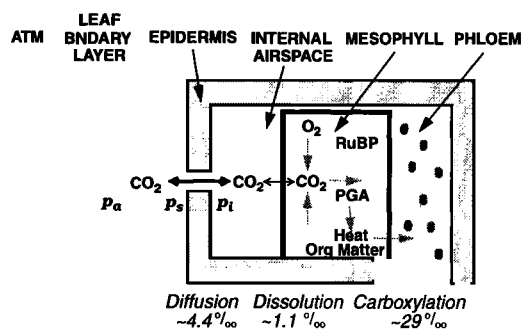 ATM LEAF BNDARY LAYER EPIDERMIS INTERNAL AIRSPACE MESOPHYLL PHLOEM
O₂
RuBP
CO₂ CO₂ CO₂
PGA
pₐ pₛ pᵢ
Heat
Org Matter
Diffusion Dissolution Carboxylation
~4.4‰ ~1.1‰ ~29‰